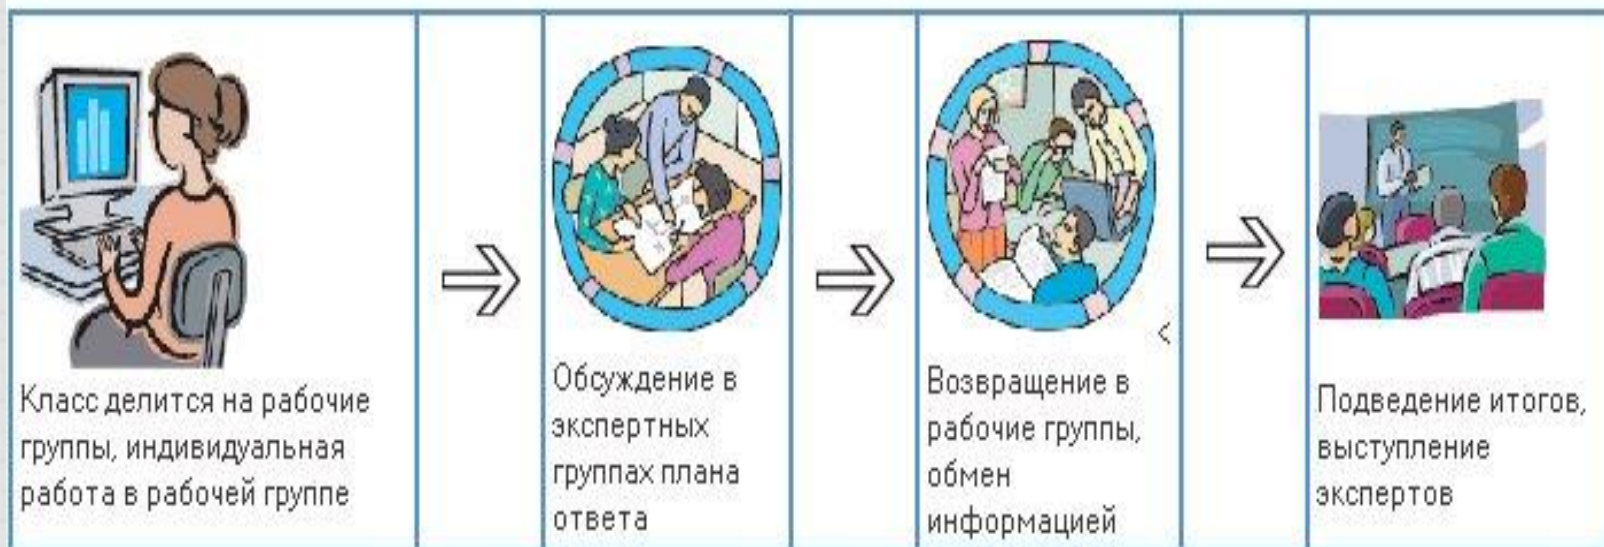 Класс делится на рабочие
группы, индивидуальная
работа в рабочей группе
Обсуждение в
экспертных
группах плана
ответа
<
Возвращение в
рабочие группы,
обмен
информацией
Подведение итогов,
выступление
экспертов